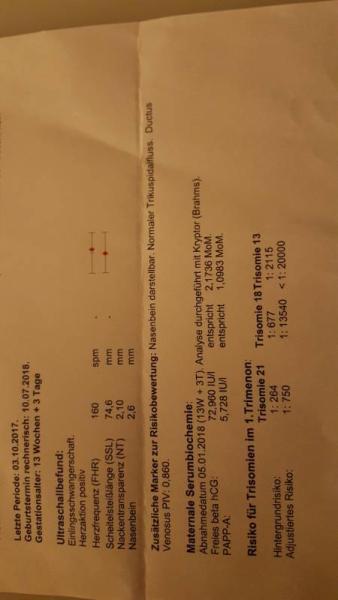 Letzte Periode: 03.10.2017.
Geburtstermin rechnerisch: 10.07.2018.
Gestationsalter: 13 Wochen + 3 Tage
Ultraschallbefund:
Einlingsschwangerschaft.
Herzaktion positiv
Herzfrequenz (FHR) 160 spm
Scheitelsteißlänge (SSL) 74,6 mm
Nackentransparenz (NT) 2,10 mm
Nasenbein 2,6 mm
Zusätzliche Marker zur Risikobewertung: Nasenbein darstellbar. Normaler Trikuspidalfluss. Ductus
Venosus PIV: 0,860.
Maternale Serumbiochemie:
Abnahmedatum 05.01.2018 (13W + 3T). Analyse durchgeführt mit Kryptor (Brahms).
Freies beta hCG: 72,960 IU/l entspricht 2,1736 MoM.
PAPP-A: 5,728 IU/l entspricht 1,0983 MoM.
Risiko für Trisomien im 1.Trimenon:
Trisomie 21 Trisomie 18 Trisomie 13
Hintergrundrisiko: 1: 264 1: 677 1: 2115
Adjustiertes Risiko: 1: 750 1: 13540 < 1: 20000